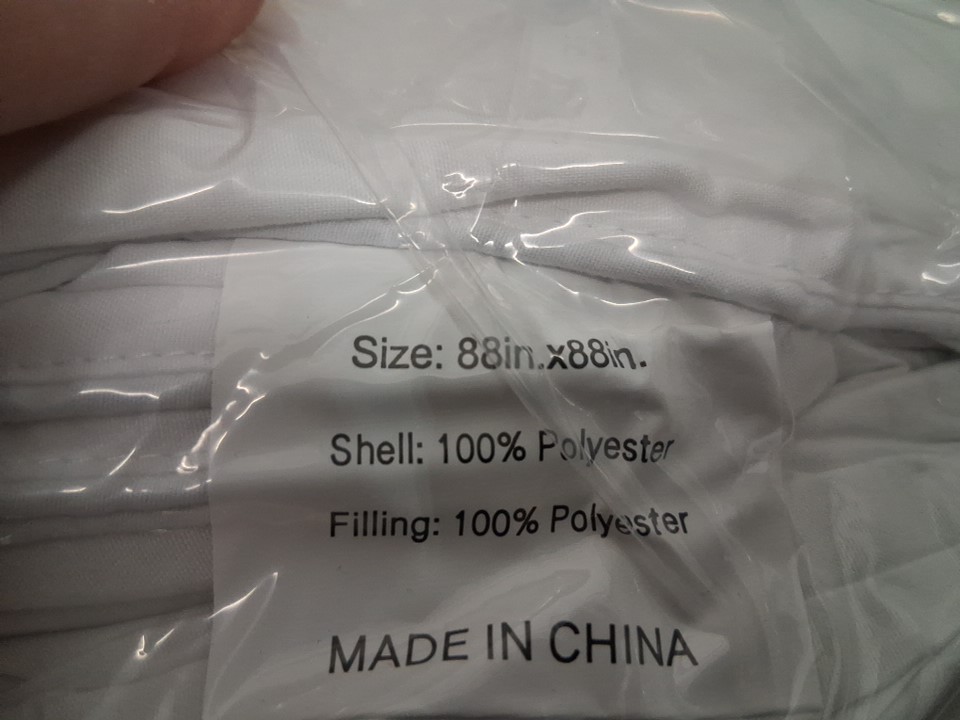 Size: 88in.x88in.
Shell: 100% Polyester
Filling: 100% Polyester
MADE IN CHINA